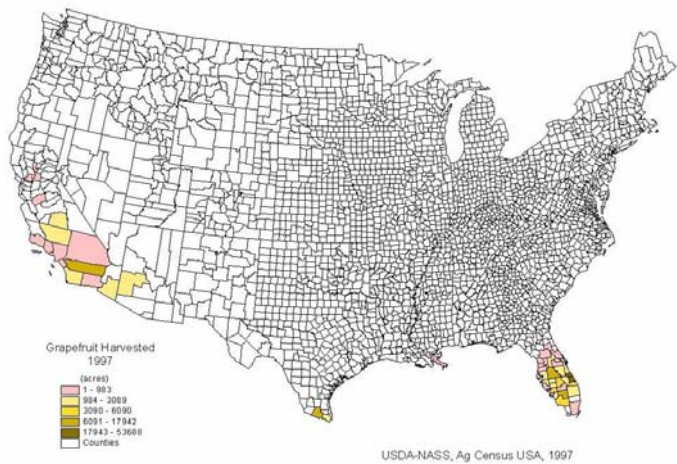 Grapefruit Harvested
1997
(acres)
1 - 983
984 - 3089
3090 - 6090
6091 - 17942
17943 - 53688
Counties
USDA-NASS, Ag Census USA, 1997